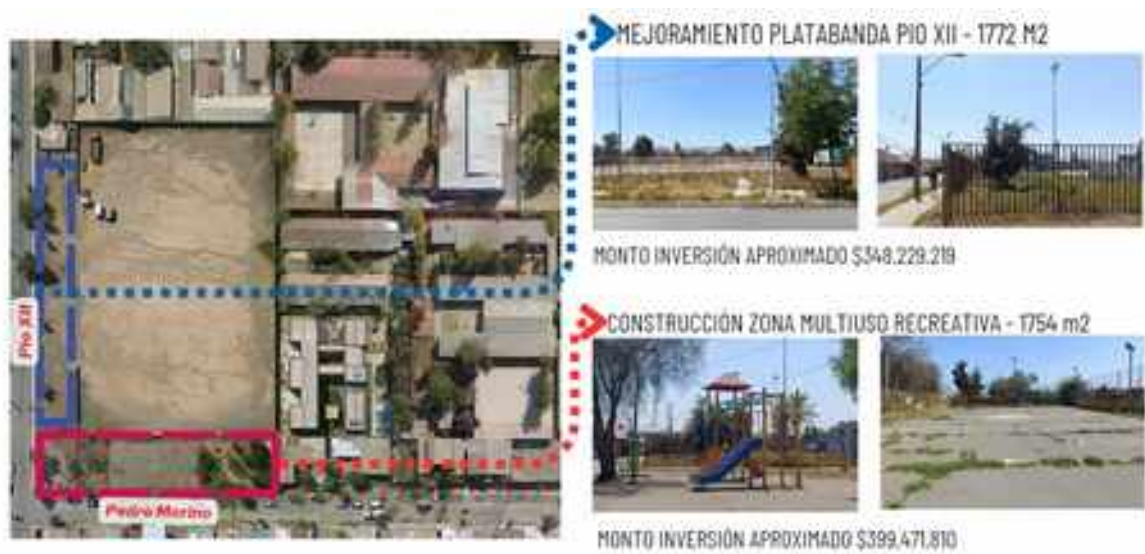 MEJORAMIENTO PLATABANDA PIO XII - 1772 M2
MONTO INVERSIÓN APROXIMADO $348.229.219
Pio XII
CONSTRUCCIÓN ZONA MULTIUSO RECREATIVA - 1754 m2
Pedro Merino
MONTO INVERSIÓN APROXIMADO $399.471.810